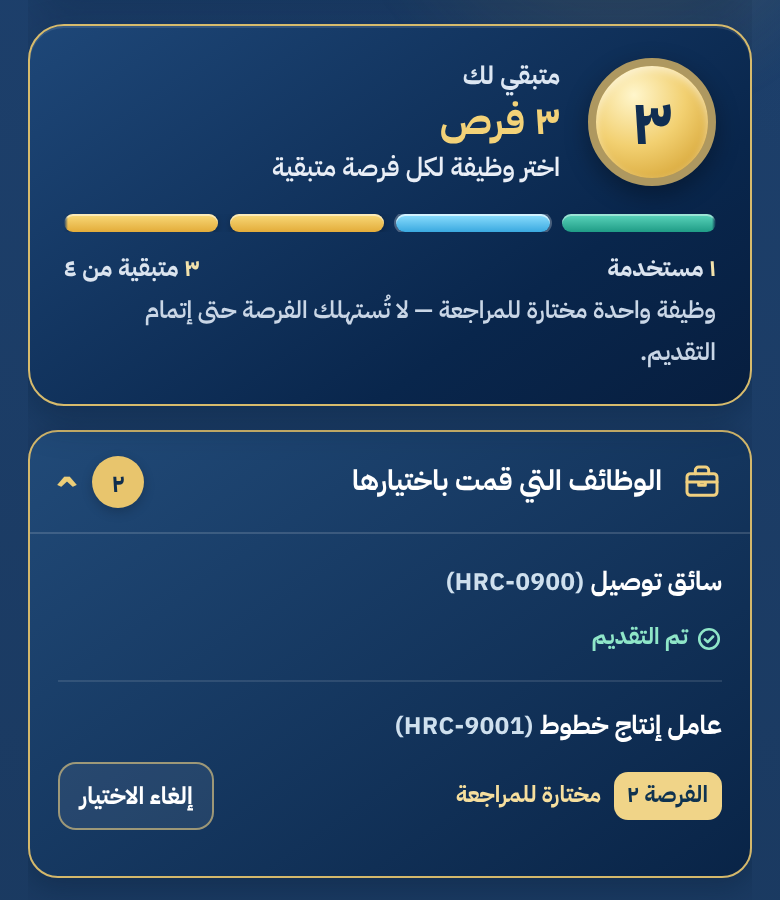 ٣
متبقي لك
٣ فرص
اختر وظيفة لكل فرصة متبقية
١ مستخدمة
٣ متبقية من ٤
وظيفة واحدة مختارة للمراجعة — لا تُستهلك الفرصة حتى إتمام
التقديم.
الوظائف التي قمت باختيارها
٢
سائق توصيل (HRC-0900)
تم التقديم
عامل إنتاج خطوط (HRC-9001)
الفرصة ٢
مختارة للمراجعة
إلغاء الاختيار